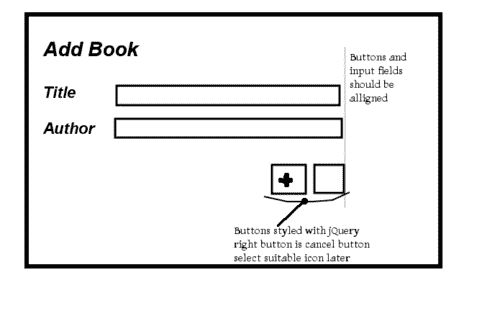 Add Book
Buttons and
input fields
should be
alligned
Title
Author
Buttons styled with jQuery
right button is cancel button
select suitable icon later